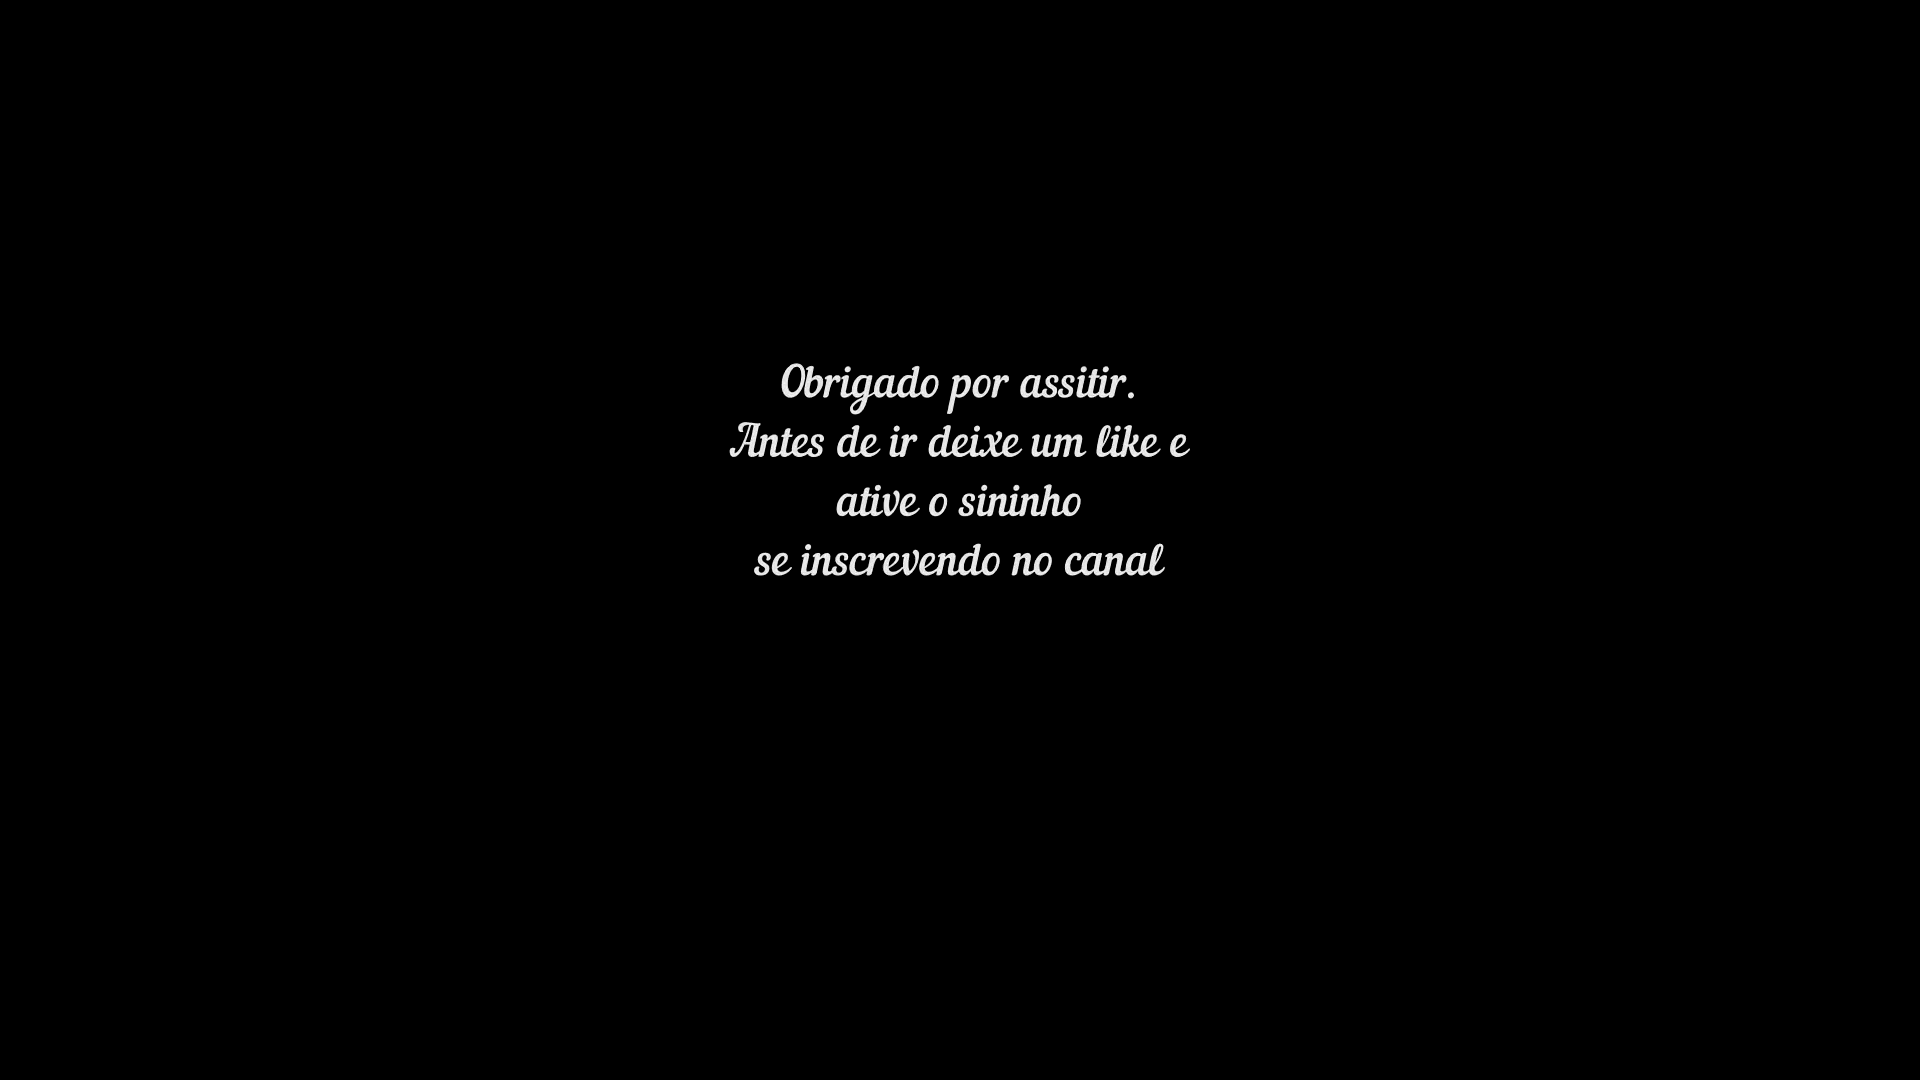 Obrigado por assitir.
Antes de ir deixe um like e
ative o sininho
se inscrevendo no canal